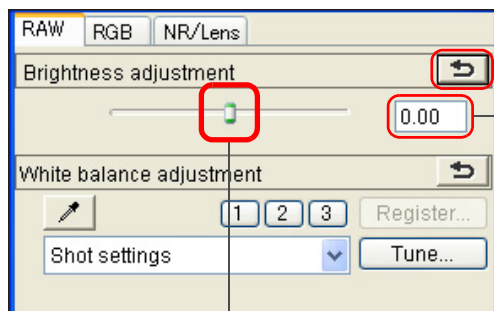 RAW RGB NR/Lens
Brightness adjustment
0.00
White balance adjustment
1 2 3 Register...
Shot settings Tune...